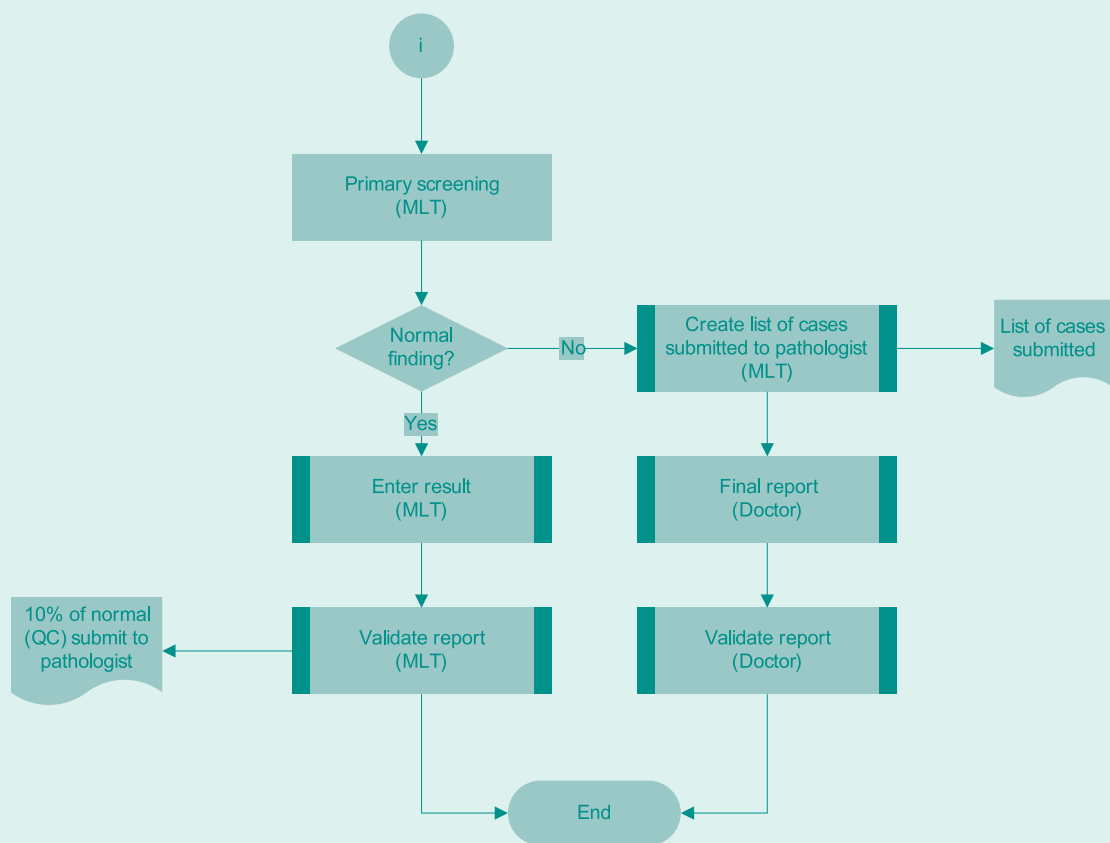 i
Primary screening
(MLT)
Normal
finding?
No
Create list of cases
submitted to pathologist
(MLT)
List of cases
submitted
Yes
Enter result
(MLT)
Final report
(Doctor)
10% of normal
(QC) submit to
pathologist
Validate report
(MLT)
Validate report
(Doctor)
End